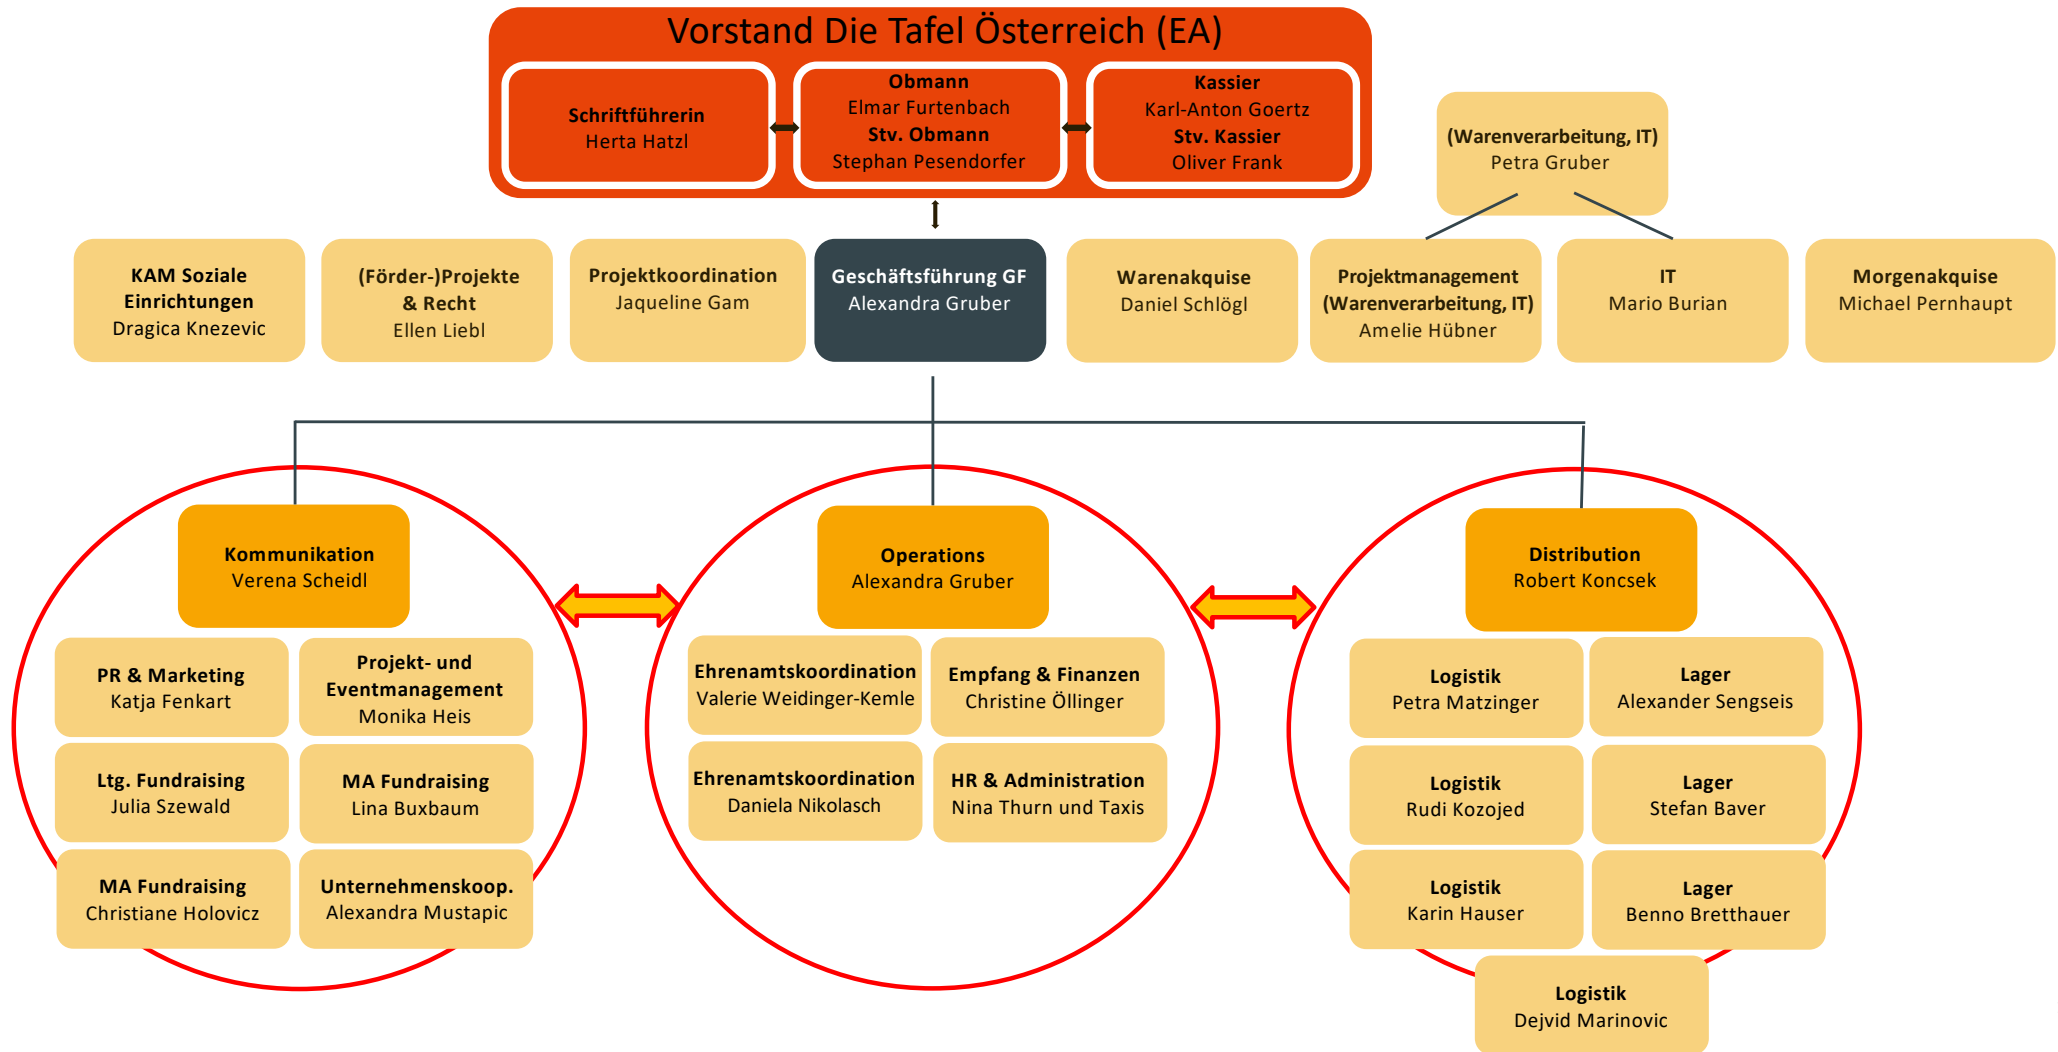 Vorstand Die Tafel Österreich (EA)
Schriftführerin
Herta Hatzl
Obmann
Elmar Furtenbach
Stv. Obmann
Stephan Pesendorfer
Kassier
Karl-Anton Goertz
Stv. Kassier
Oliver Frank
(Warenverarbeitung, IT)
Petra Gruber
KAM Soziale
Einrichtungen
Dragica Knezevic
(Förder-)Projekte
& Recht
Ellen Liebl
Projektkoordination
Jaqueline Gam
Geschäftsführung GF
Alexandra Gruber
Warenakquise
Daniel Schlögl
Projektmanagement
(Warenverarbeitung, IT)
Amelie Hübner
IT
Mario Burian
Morgenakquise
Michael Pernhaupt
Kommunikation
Verena Scheidl
PR & Marketing
Katja Fenkart
Projekt- und
Eventmanagement
Monika Heis
Ltg. Fundraising
Julia Szewald
MA Fundraising
Lina Buxbaum
MA Fundraising
Christiane Holovicz
Unternehmenskoop.
Alexandra Mustapic
Operations
Alexandra Gruber
Ehrenamtskoordination
Valerie Weidinger-Kemle
Empfang & Finanzen
Christine Öllinger
Ehrenamtskoordination
Daniela Nikolasch
HR & Administration
Nina Thurn und Taxis
Distribution
Robert Koncsek
Logistik
Petra Matzinger
Lager
Alexander Sengseis
Logistik
Rudi Kozojed
Lager
Stefan Baver
Logistik
Karin Hauser
Lager
Benno Bretthauer
Logistik
Dejvid Marinovic